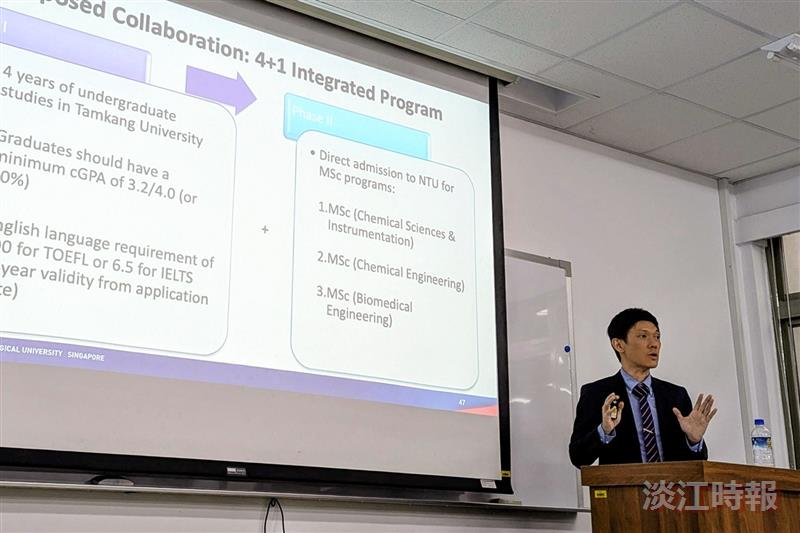 posed Collaboration: 4+1 Integrated Program
I
4 years of undergraduate
studies in Tamkang University
Graduates should have a
minimum cGPA of 3.2/4.0 (or
0%)
nglish language requirement of
00 for TOEFL or 6.5 for IELTS
-year validity from application
te)
+
Phase II
• Direct admission to NTU for
MSc programs:
1.MSc (Chemical Sciences &
Instrumentation)
2.MSc (Chemical Engineering)
3.MSc (Biomedical
Engineering)
GICAL UNIVERSITY SINGAPORE
47
淡江時報